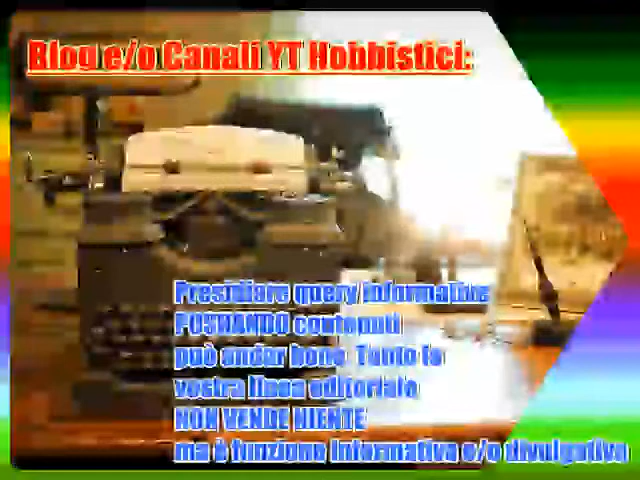 Blog e/o Canali YT Hobbistici:
Presidiare query informative
PUSHANDO contenuti
può andar bene. Tanto la
vostra linea editoriale
NON VENDE NIENTE
ma è funzione informativa e/o divulgativa